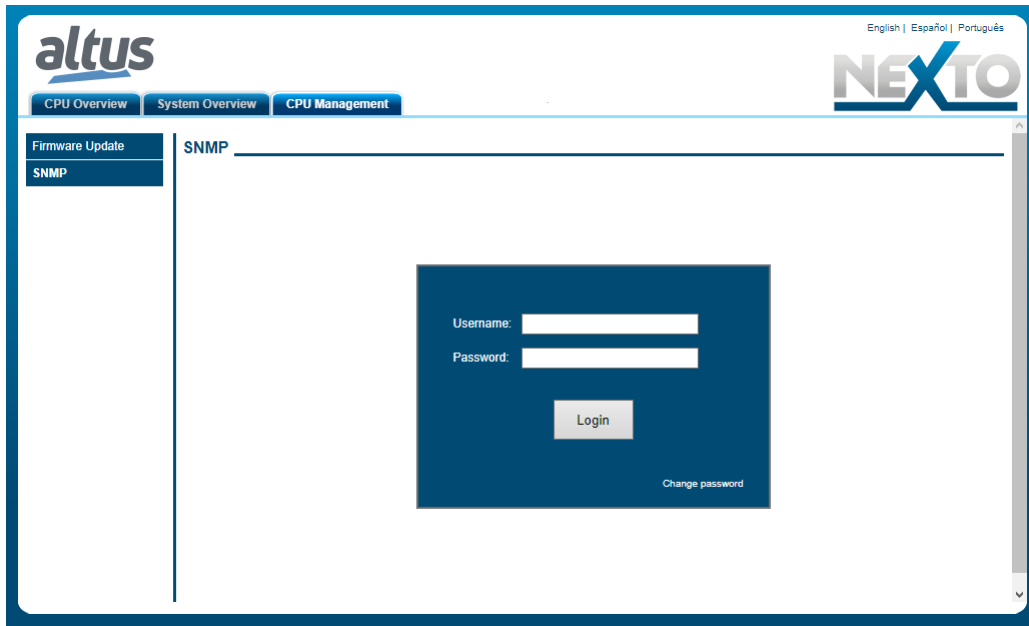 altus
English | Español | Português
NEXTO
CPU Overview System Overview CPU Management
Firmware Update
SNMP
SNMP
Username:
Password:
Login
Change password